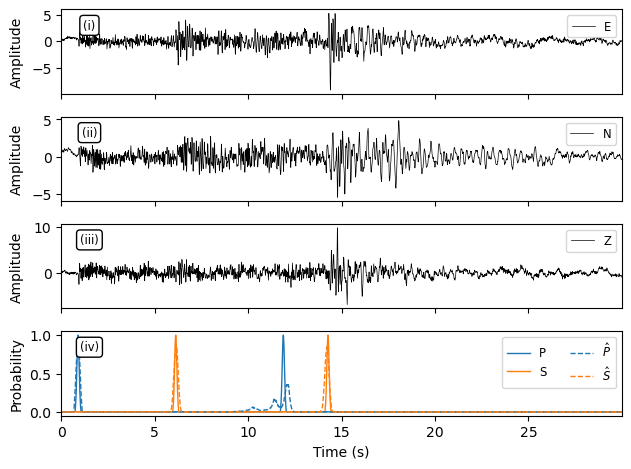 5
0
−5
Amplitude
(i)
E
5
0
−5
Amplitude
(ii)
N
10
0
Amplitude
(iii)
Z
1.0
0.5
0.0
Probability
(iv)
P
S
P̂
Ŝ
0 5 10 15 20 25
Time (s)